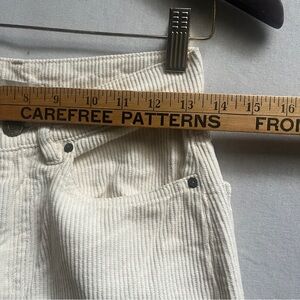 8 9 10 11 12 13 14 15 16
CAREFREE PATTERNS FROM